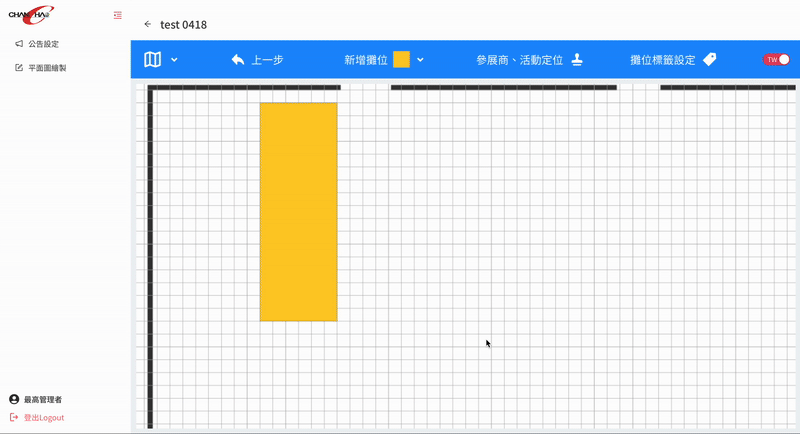 CHAN CHAO
test 0418
公告設定
平面圖繪製
上一步
新增攤位
參展商、活動定位
攤位標籤設定
TW
最高管理者
登出Logout